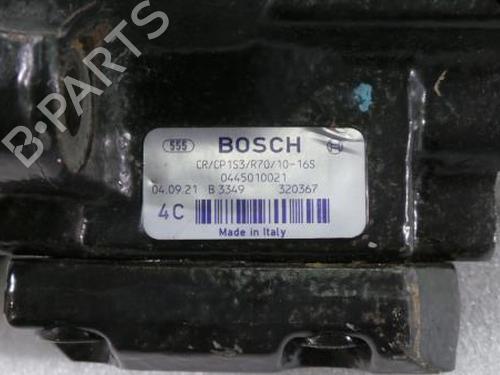 B-PARTS
555 BOSCH
CR/CP1S3/R70/10-16S
0445010021
04.09.21 B 3349 320367
4C
Made in Italy